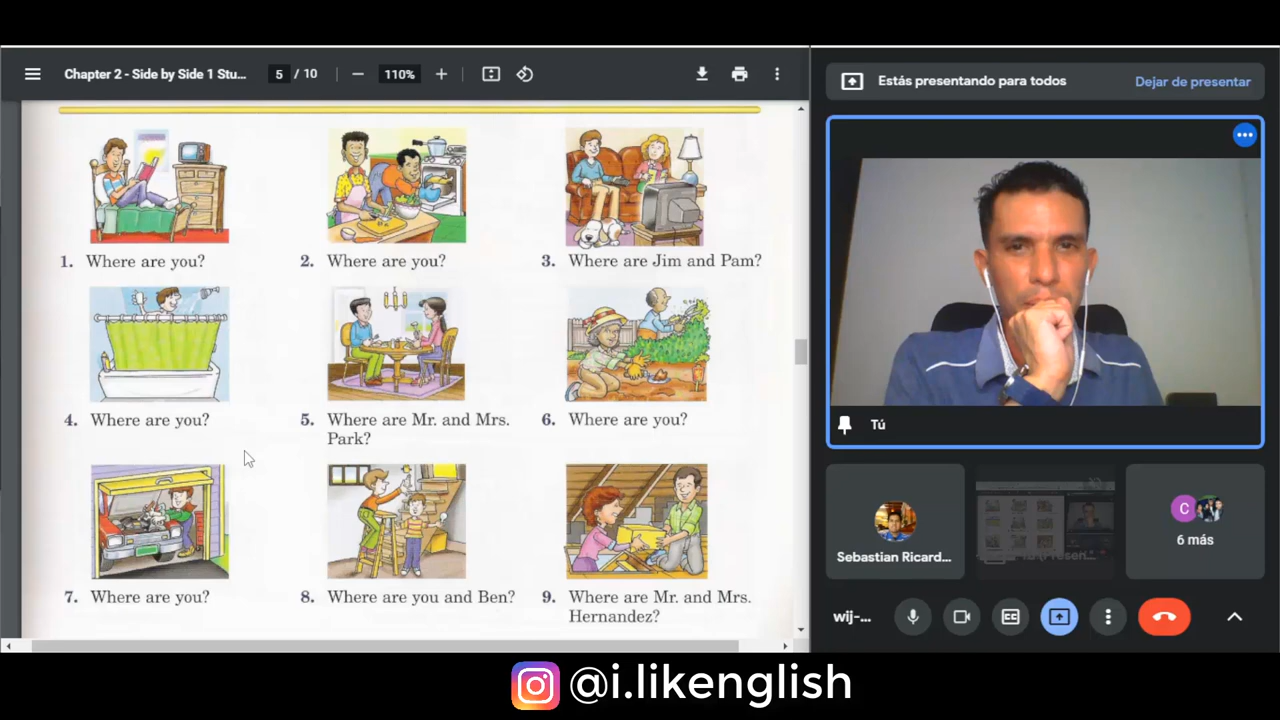 Chapter 2 - Side by Side 1 Stu...
5 / 10
110%
1. Where are you?
2. Where are you?
3. Where are Jim and Pam?
4. Where are you?
5. Where are Mr. and Mrs.
Park?
6. Where are you?
7. Where are you?
8. Where are you and Ben?
9. Where are Mr. and Mrs.
Hernandez?
Estás presentando para todos
Dejar de presentar
Tú
Sebastian Ricard...
C
6 más
wij-...
@i.likenglish